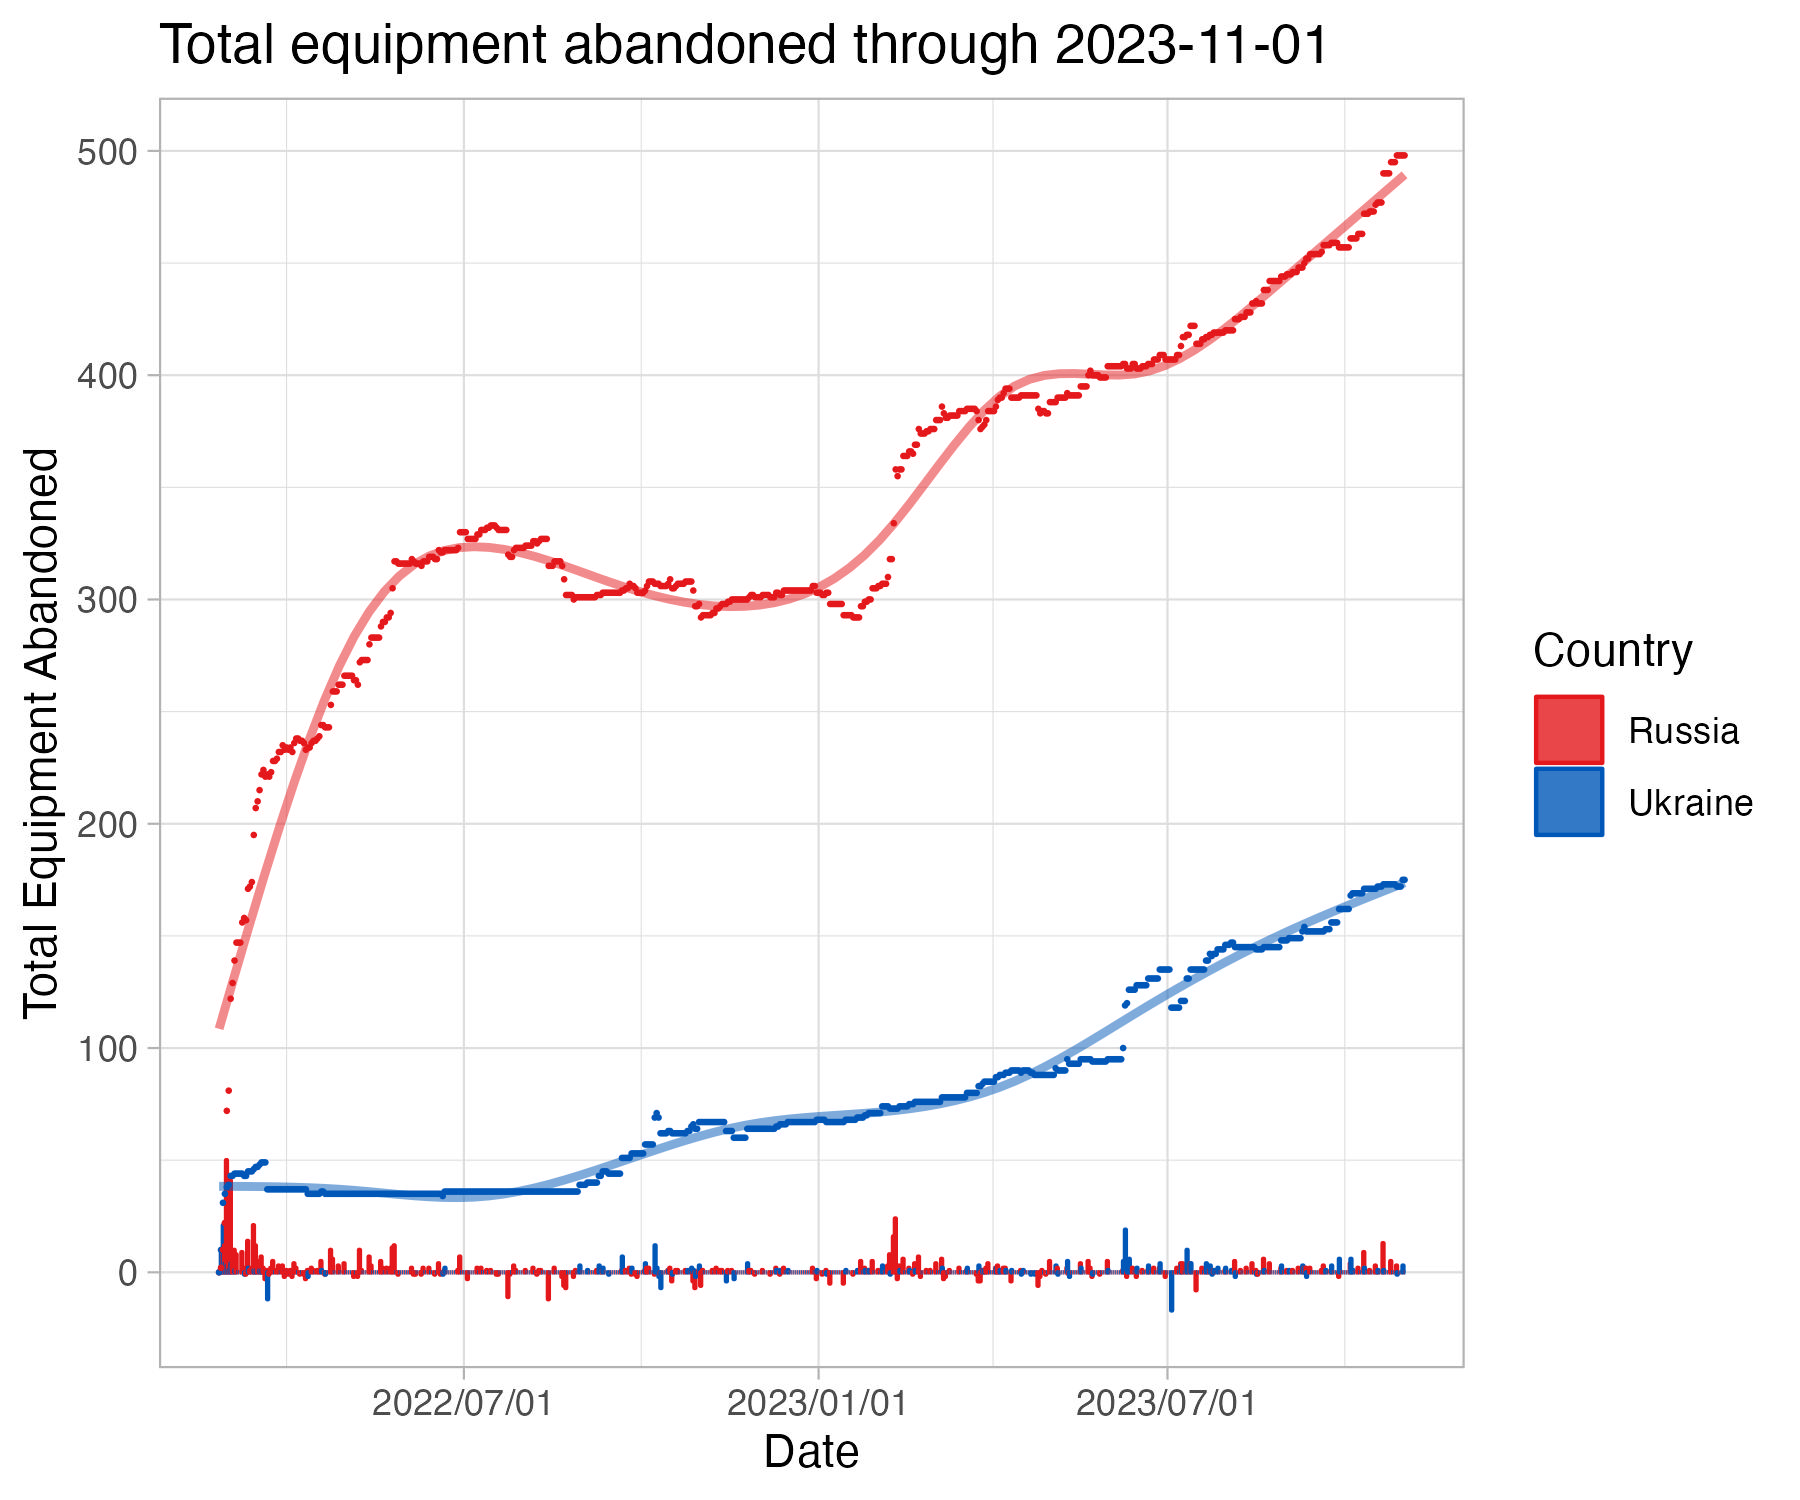 Total equipment abandoned through 2023-11-01
Total Equipment Abandoned
500
400
300
200
100
0
2022/07/01
2023/01/01
2023/07/01
Date
Country
Russia
Ukraine